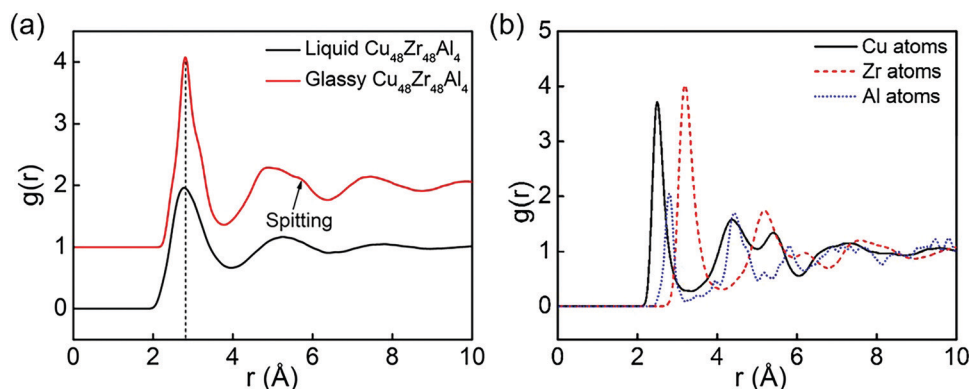 (a)
Liquid Cu48Zr48Al4
Glassy Cu48Zr48Al4
Spitting
g(r)
4
3
2
1
0
0 2 4 6 8 10
r (Å)
(b)
Cu atoms
Zr atoms
Al atoms
g(r)
5
4
3
2
1
0
0 2 4 6 8 10
r (Å)